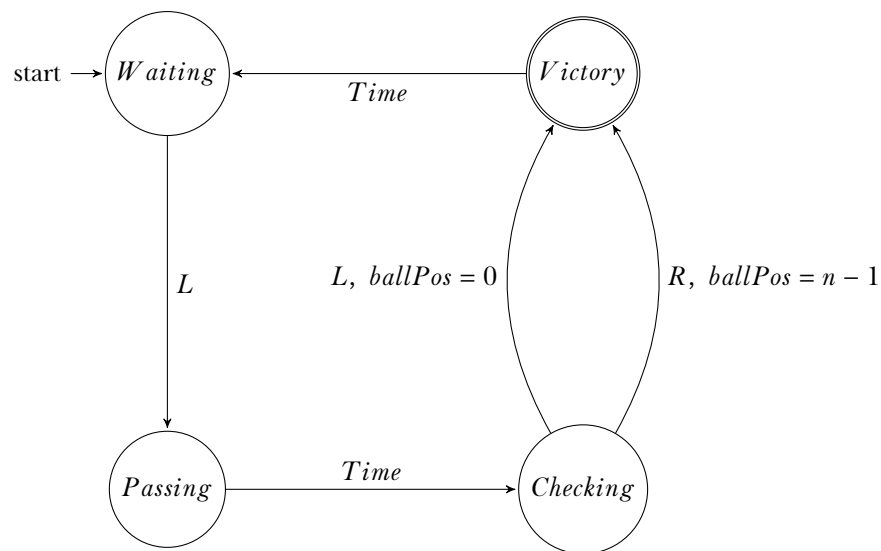 start
Waiting
Victory
Time
L
L, ballPos = 0
R, ballPos = n − 1
Passing
Time
Checking